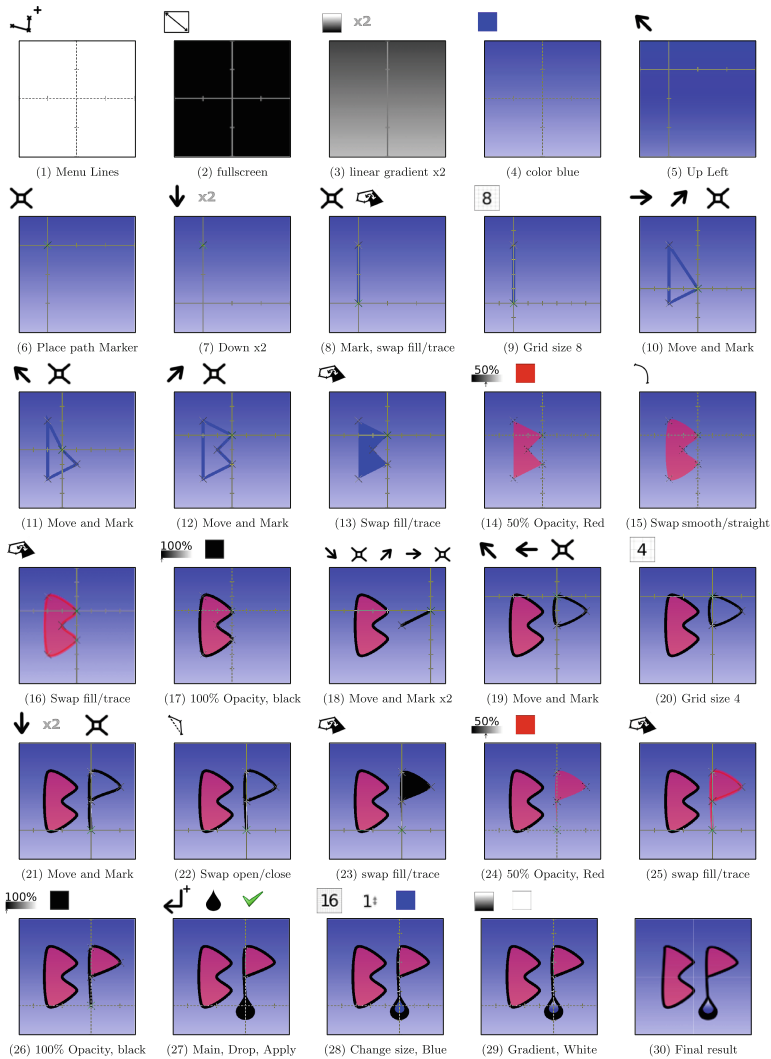 x2
(1) Menu Lines
(2) fullscreen
(3) linear gradient x2
(4) color blue
(5) Up Left
x2
8
(6) Place path Marker
(7) Down x2
(8) Mark, swap fill/trace
(9) Grid size 8
(10) Move and Mark
50%
(11) Move and Mark
(12) Move and Mark
(13) Swap fill/trace
(14) 50% Opacity, Red
(15) Swap smooth/straight
100%
4
(16) Swap fill/trace
(17) 100% Opacity, black
(18) Move and Mark x2
(19) Move and Mark
(20) Grid size 4
x2
50%
(21) Move and Mark
(22) Swap open/close
(23) swap fill/trace
(24) 50% Opacity, Red
(25) swap fill/trace
100%
16
1
(26) 100% Opacity, black
(27) Main, Drop, Apply
(28) Change size, Blue
(29) Gradient, White
(30) Final result